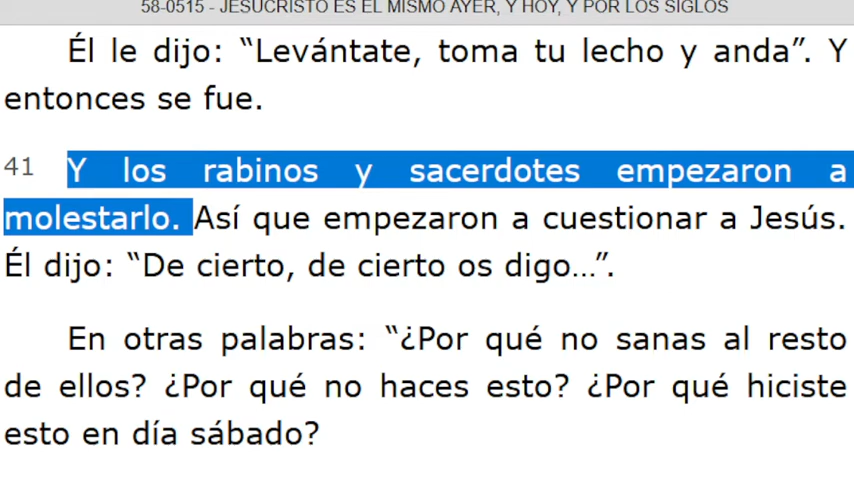 58-0515 - JESUCRISTO ES EL MISMO AYER, Y HOY, Y POR LOS SIGLOS
Él le dijo: “Levántate, toma tu lecho y anda”. Y
entonces se fue.
41 Y los rabinos y sacerdotes empezaron a
molestarlo. Así que empezaron a cuestionar a Jesús.
Él dijo: “De cierto, de cierto os digo…”.
En otras palabras: “¿Por qué no sanas al resto
de ellos? ¿Por qué no haces esto? ¿Por qué hiciste
esto en día sábado?